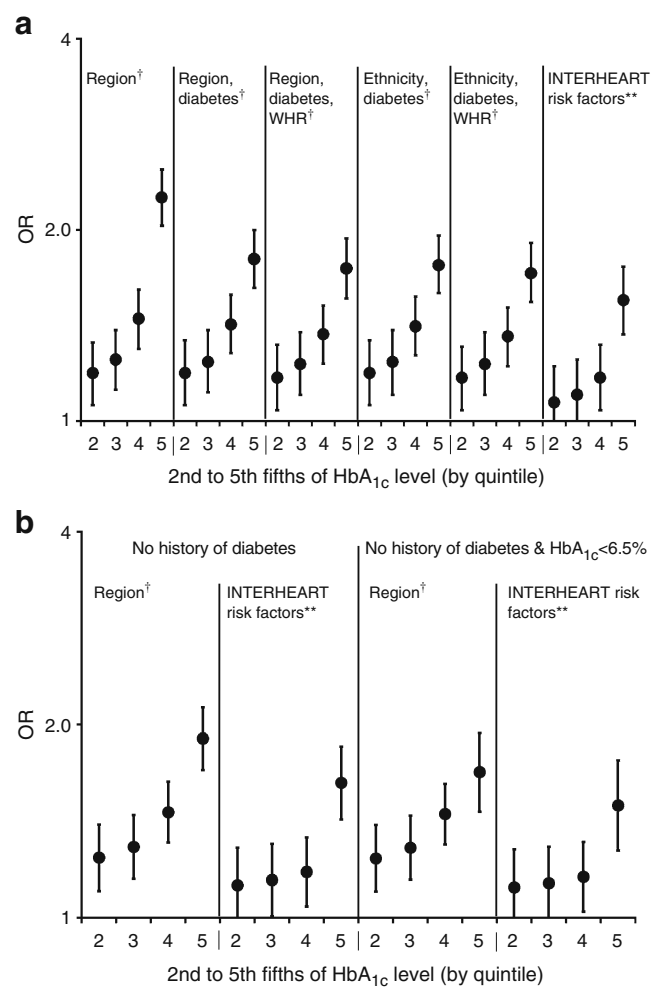 a
4
Region† Region, diabetes† Region, diabetes, WHR† Ethnicity, diabetes† Ethnicity, diabetes, WHR† INTERHEART risk factors**
OR
2.0
1
2 3 4 5 | 2 3 4 5 | 2 3 4 5 | 2 3 4 5 | 2 3 4 5 | 2 3 4 5
2nd to 5th fifths of HbA1c level (by quintile)
b
4
No history of diabetes No history of diabetes & HbA1c<6.5%
Region† INTERHEART risk factors** Region† INTERHEART risk factors**
OR
2.0
1
2 3 4 5 | 2 3 4 5 | 2 3 4 5 | 2 3 4 5
2nd to 5th fifths of HbA1c level (by quintile)